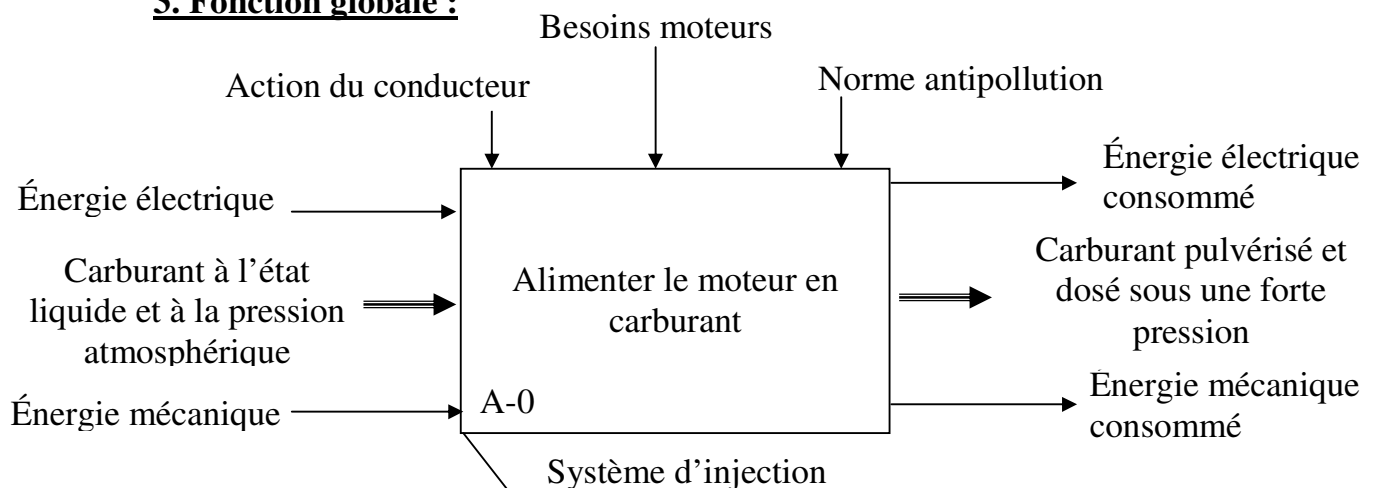 3. Fonction globale :
Besoins moteurs
Action du conducteur
Norme antipollution
Énergie électrique
Carburant à l'état
liquide et à la pression
atmosphérique
Énergie mécanique
Alimenter le moteur en
carburant
A-0
Énergie électrique
consommé
Carburant pulvérisé et
dosé sous une forte
pression
Énergie mécanique
consommé
Système d'injection